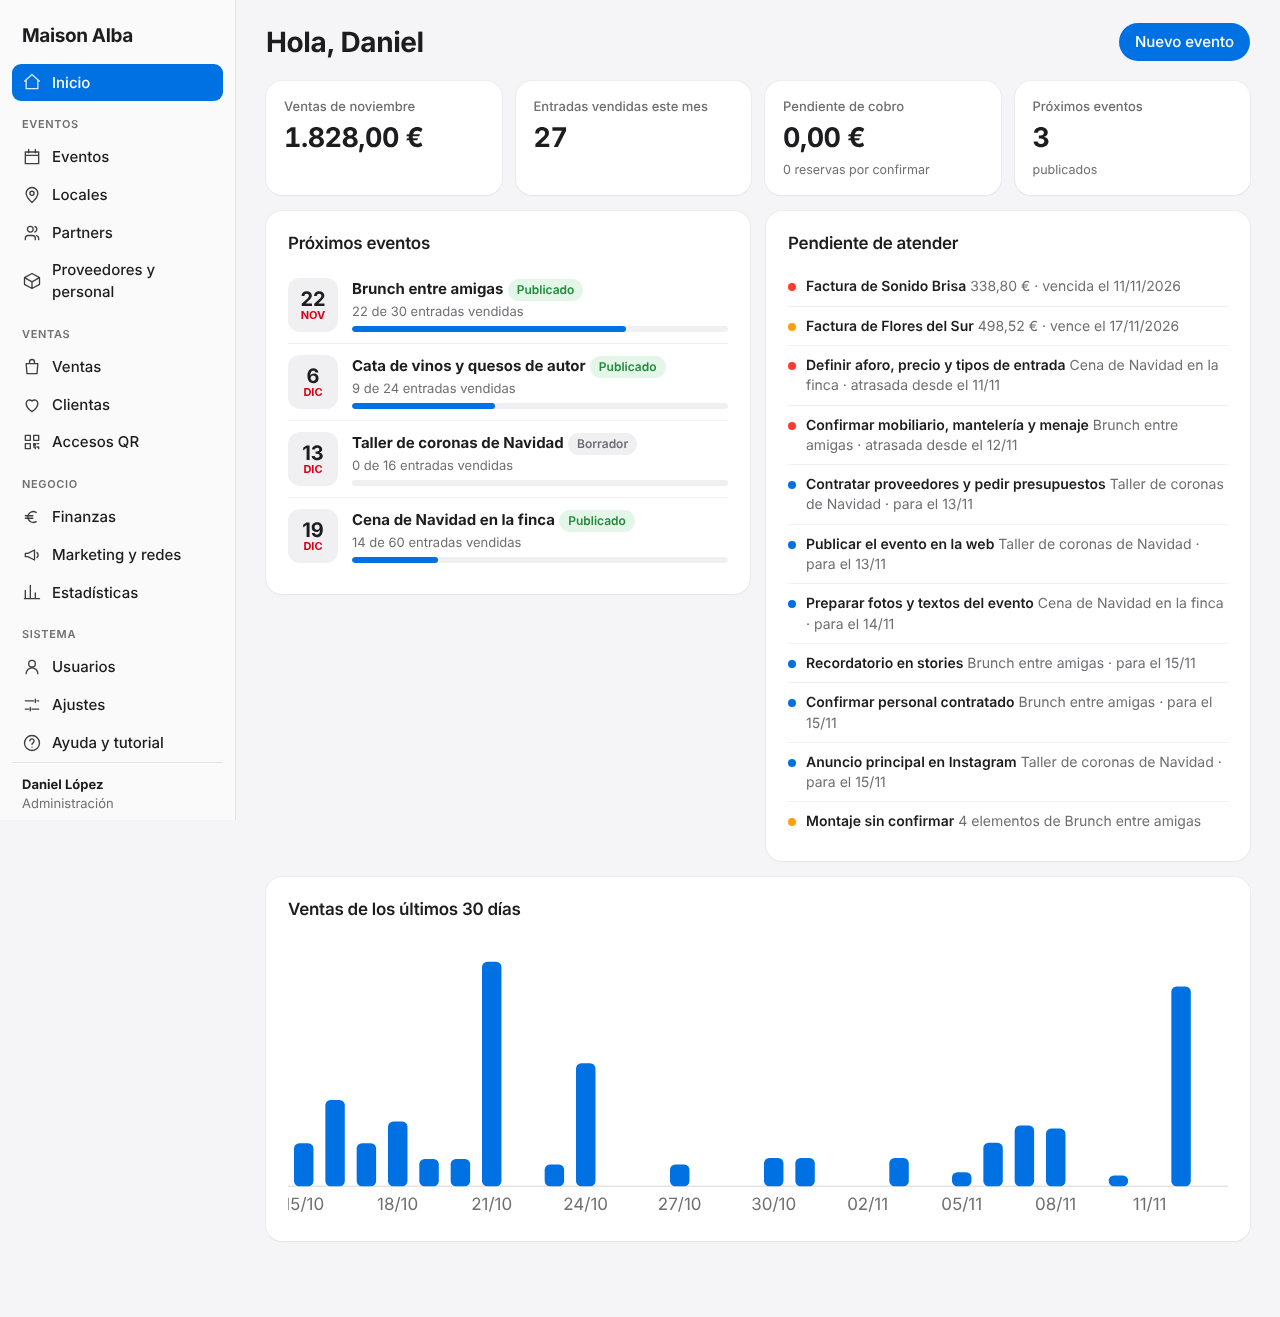 Maison Alba
Inicio
EVENTOS
Eventos
Locales
Partners
Proveedores y
personal
VENTAS
Ventas
Clientas
Accesos QR
NEGOCIO
Finanzas
Marketing y redes
Estadísticas
SISTEMA
Usuarios
Ajustes
Ayuda y tutorial
Daniel López
Administración
Hola, Daniel
Nuevo evento
Ventas de noviembre
1.828,00 €
Entradas vendidas este mes
27
Pendiente de cobro
0,00 €
0 reservas por confirmar
Próximos eventos
3
publicados
Próximos eventos
22
NOV
Brunch entre amigas Publicado
22 de 30 entradas vendidas
6
DIC
Cata de vinos y quesos de autor Publicado
9 de 24 entradas vendidas
13
DIC
Taller de coronas de Navidad Borrador
0 de 16 entradas vendidas
19
DIC
Cena de Navidad en la finca Publicado
14 de 60 entradas vendidas
Pendiente de atender
Factura de Sonido Brisa 338,80 € · vencida el 11/11/2026
Factura de Flores del Sur 498,52 € · vence el 17/11/2026
Definir aforo, precio y tipos de entrada Cena de Navidad en la
finca · atrasada desde el 11/11
Confirmar mobiliario, mantelería y menaje Brunch entre
amigas · atrasada desde el 12/11
Contratar proveedores y pedir presupuestos Taller de coronas
de Navidad · para el 13/11
Publicar el evento en la web Taller de coronas de Navidad ·
para el 13/11
Preparar fotos y textos del evento Cena de Navidad en la finca
· para el 14/11
Recordatorio en stories Brunch entre amigas · para el 15/11
Confirmar personal contratado Brunch entre amigas · para el
15/11
Anuncio principal en Instagram Taller de coronas de Navidad ·
para el 15/11
Montaje sin confirmar 4 elementos de Brunch entre amigas
Ventas de los últimos 30 días
15/10 18/10 21/10 24/10 27/10 30/10 02/11 05/11 08/11 11/11